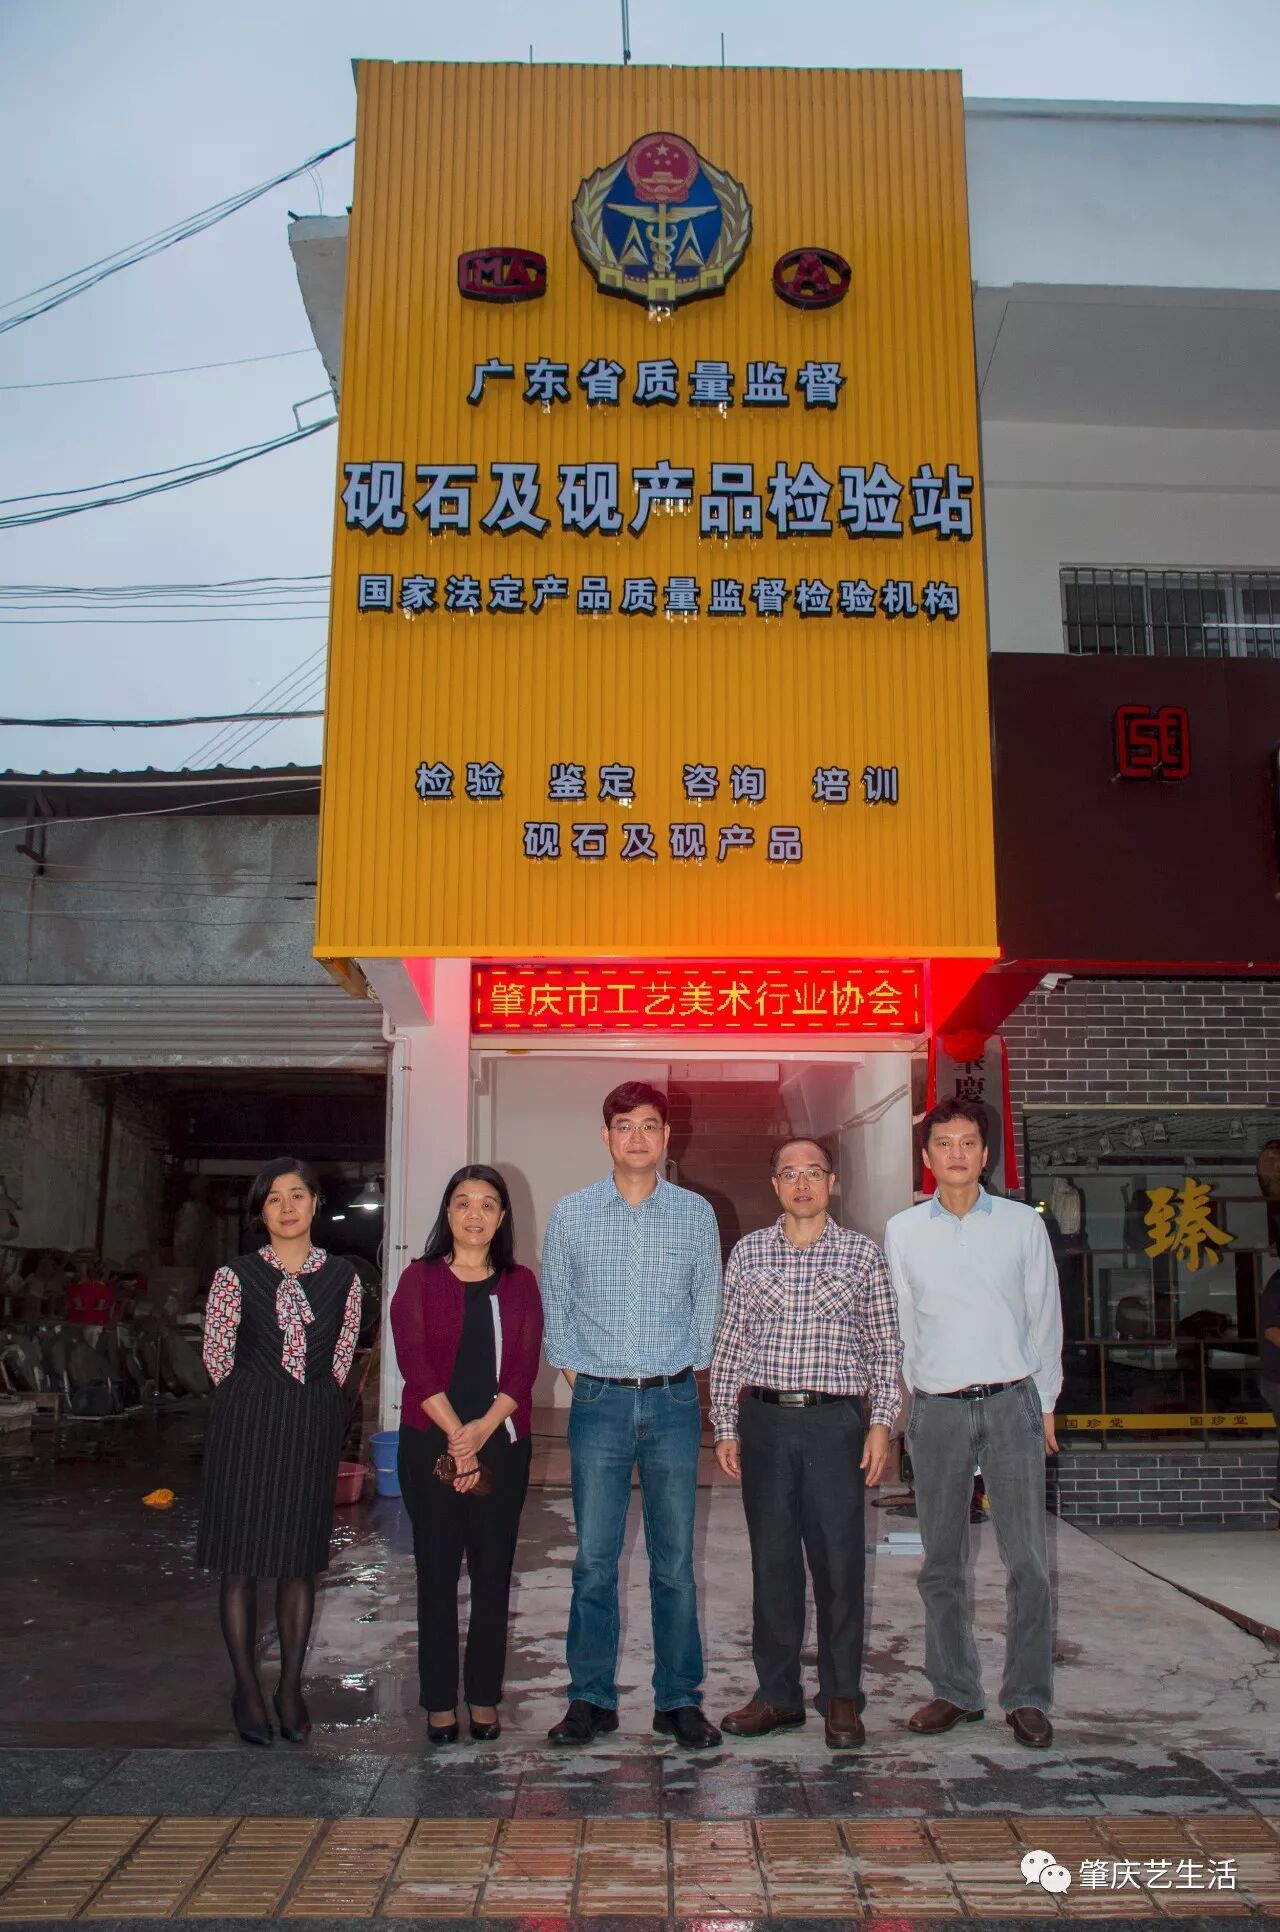 MA
A
广东省质量监督
砚石及砚产品检验站
国家法定产品质量监督检验机构
检验 鉴定 咨询 培训
砚石及砚产品
肇庆市工艺美术行业协会
肇慶
臻
国珍堂 国珍堂
肇庆艺生活